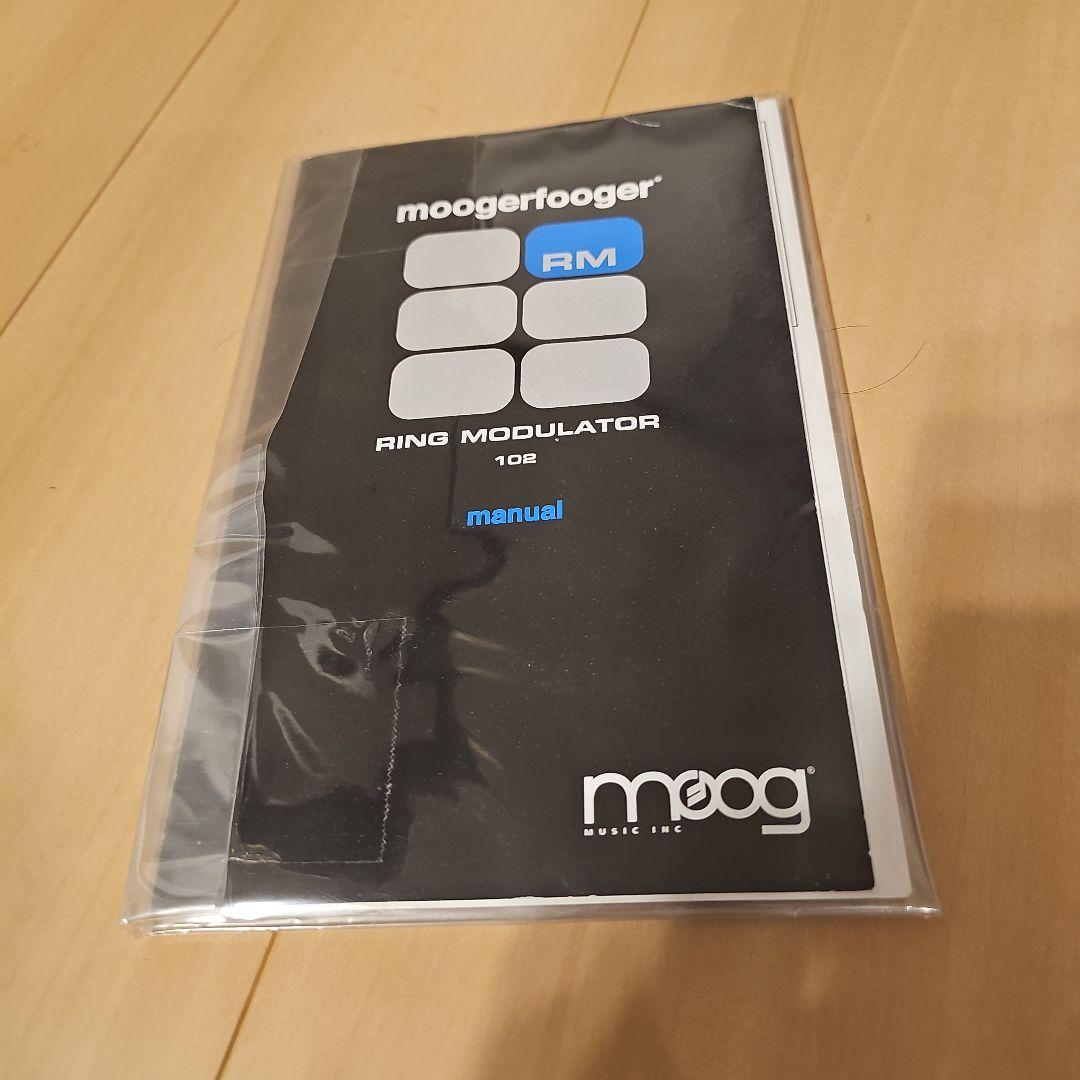 moogerfooger®
RM
RING MODULATOR
102
manual
moog®
MUSIC INC